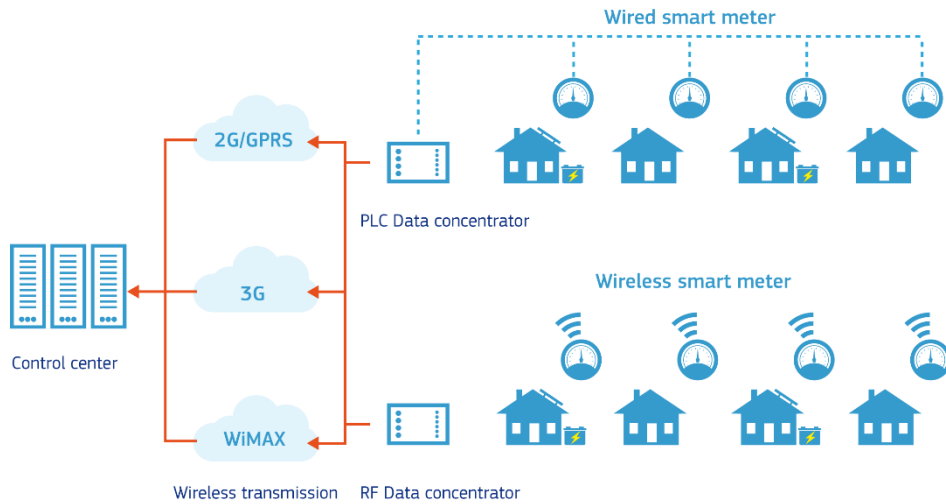 Wired smart meter
2G/GPRS
PLC Data concentrator
3G
Wireless smart meter
Control center
WiMAX
Wireless transmission
RF Data concentrator